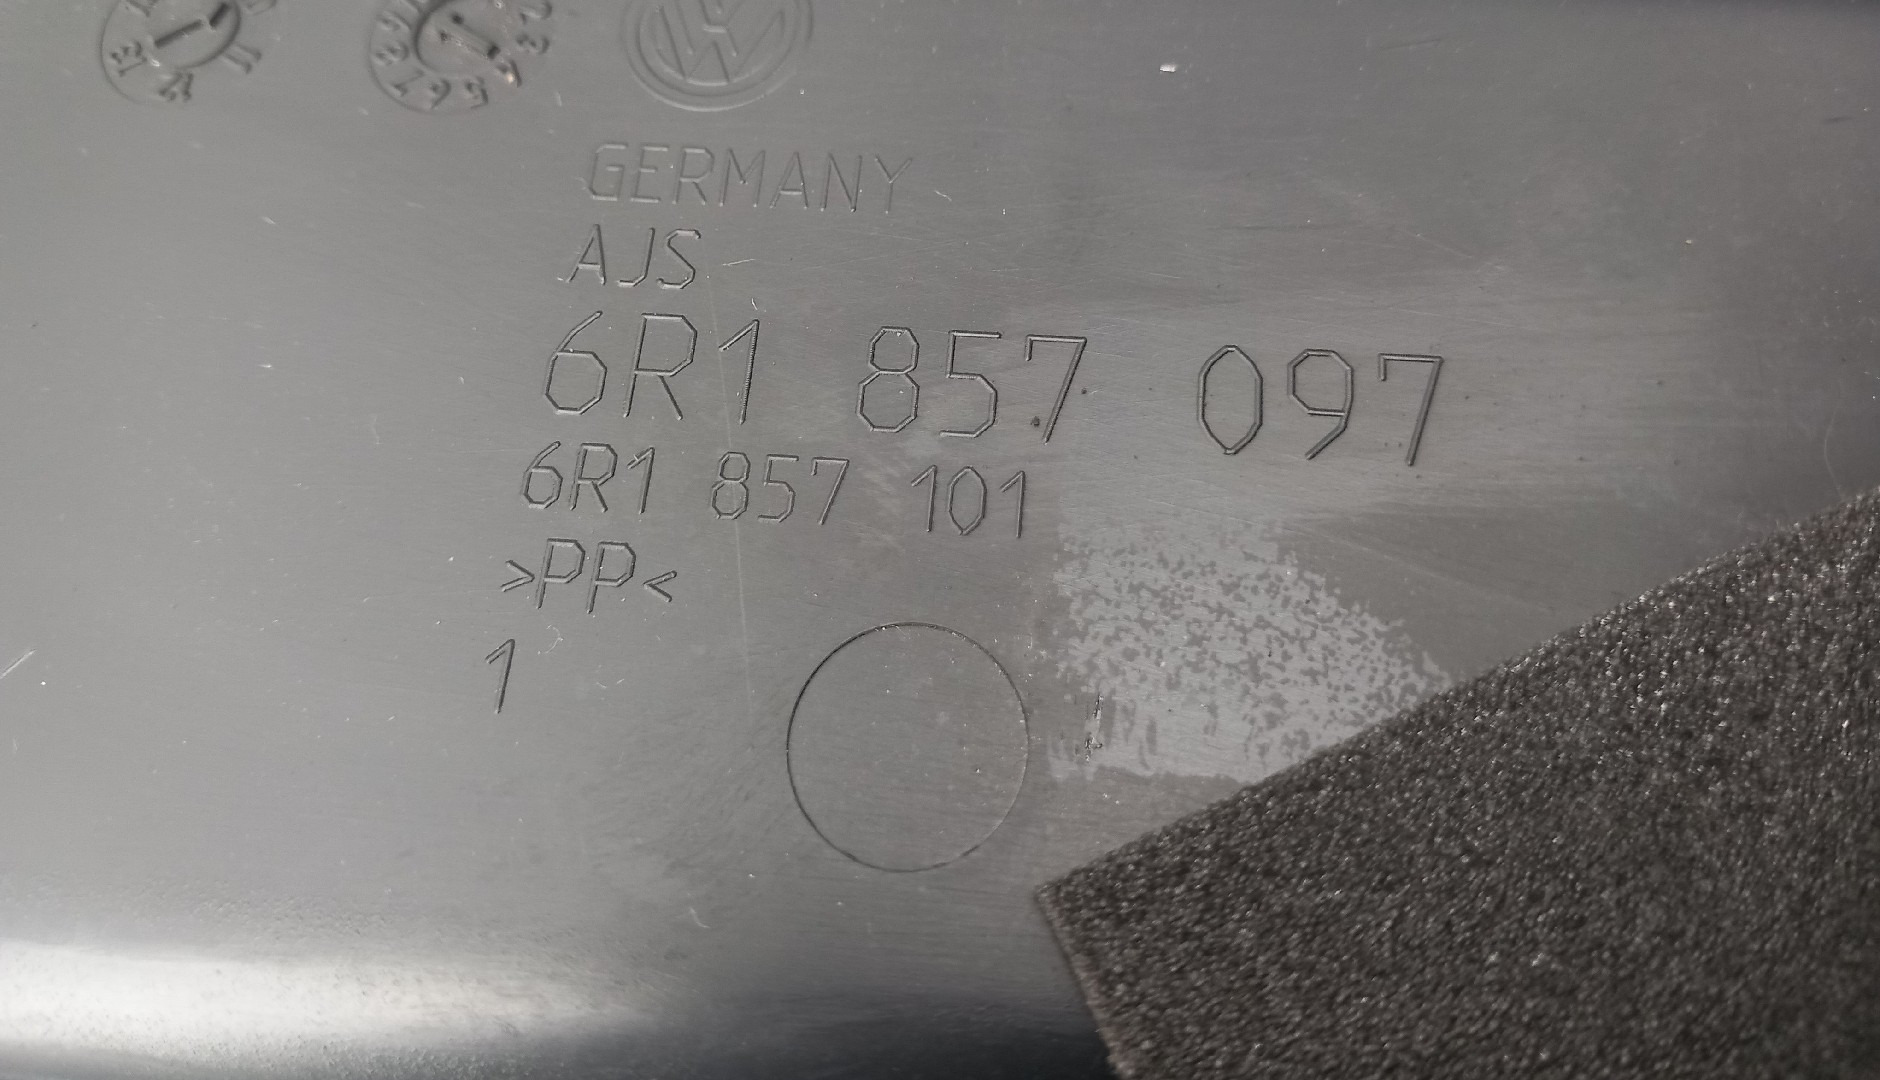 GERMANY
AJS
6R1 857 097
6R1 857 101
>PP<
1